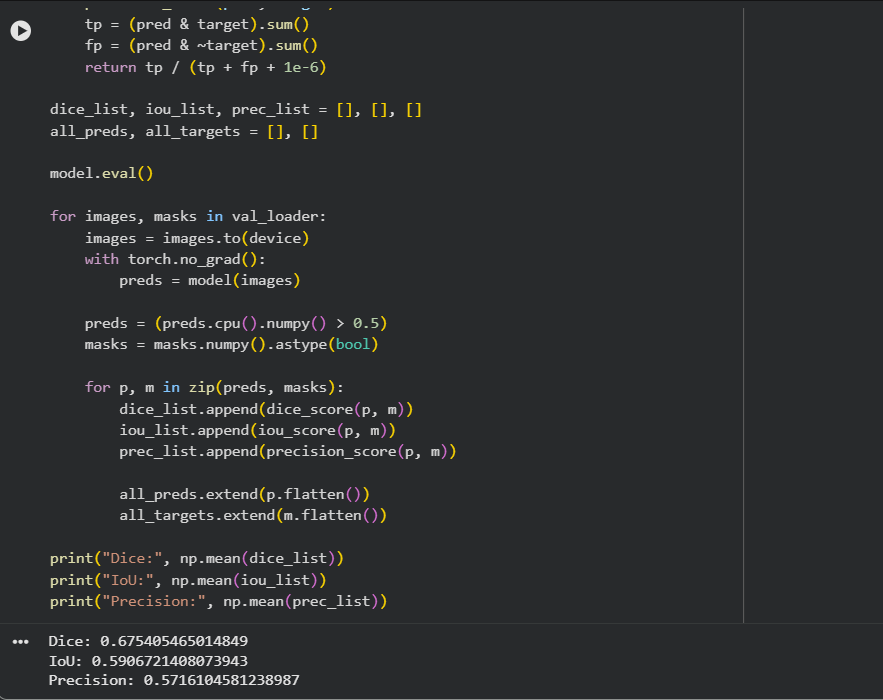 tp = (pred & target).sum()
fp = (pred & ~target).sum()
return tp / (tp + fp + 1e-6)
dice_list, iou_list, prec_list = [], [], []
all_preds, all_targets = [], []
model.eval()
for images, masks in val_loader:
images = images.to(device)
with torch.no_grad():
preds = model(images)
preds = (preds.cpu().numpy() > 0.5)
masks = masks.numpy().astype(bool)
for p, m in zip(preds, masks):
dice_list.append(dice_score(p, m))
iou_list.append(iou_score(p, m))
prec_list.append(precision_score(p, m))
all_preds.extend(p.flatten())
all_targets.extend(m.flatten())
print("Dice:", np.mean(dice_list))
print("IoU:", np.mean(iou_list))
print("Precision:", np.mean(prec_list))
Dice: 0.675405465014849
IoU: 0.5906721408073943
Precision: 0.5716104581238987